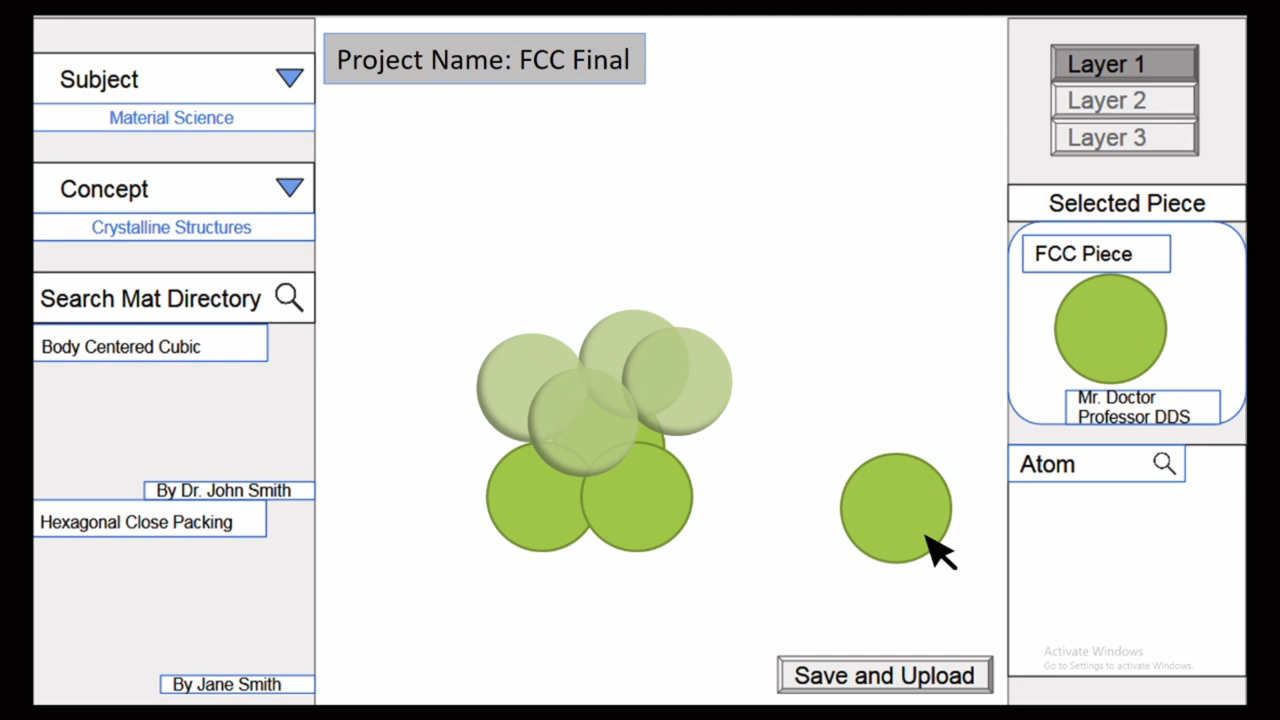 Project Name: FCC Final
Subject
Material Science
Concept
Crystalline Structures
Search Mat Directory
Body Centered Cubic
By Dr. John Smith
Hexagonal Close Packing
By Jane Smith
Save and Upload
Layer 1
Layer 2
Layer 3
Selected Piece
FCC Piece
Mr. Doctor
Professor DDS
Atom
Activate Windows
Go to Settings to activate Windows.